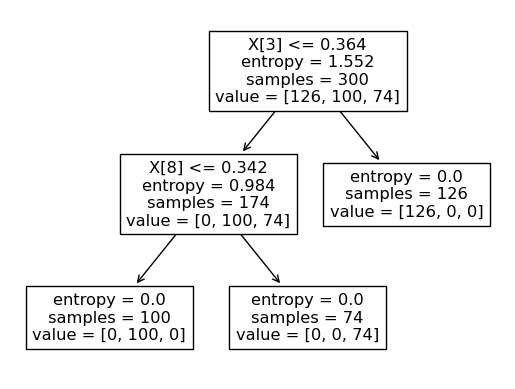 X[3] <= 0.364
entropy = 1.552
samples = 300
value = [126, 100, 74]
X[8] <= 0.342
entropy = 0.984
samples = 174
value = [0, 100, 74]
entropy = 0.0
samples = 126
value = [126, 0, 0]
entropy = 0.0
samples = 100
value = [0, 100, 0]
entropy = 0.0
samples = 74
value = [0, 0, 74]